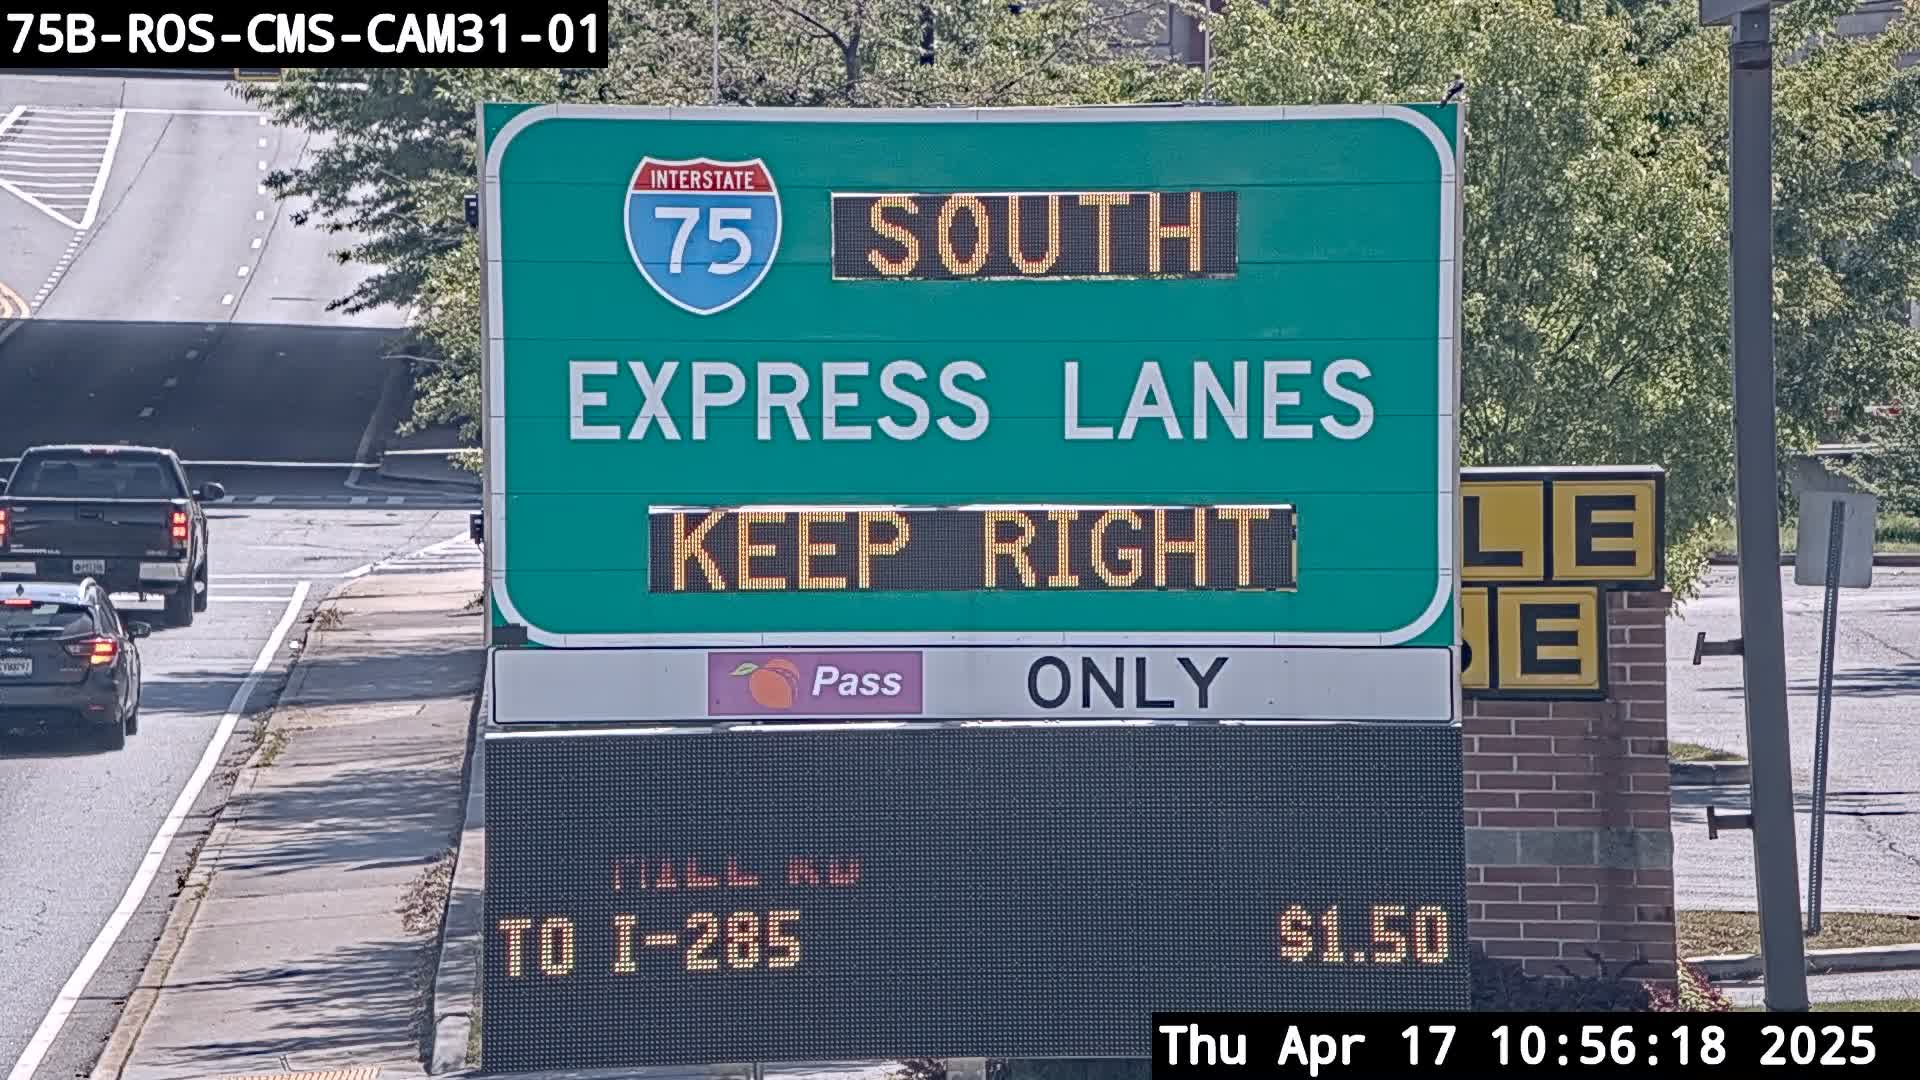 75B-ROS-CMS-CAM31-01
INTERSTATE
75
SOUTH
EXPRESS LANES
KEEP RIGHT
LE
E
Pass ONLY
TO I-285 $1.50
Thu Apr 17 10:56:18 2025